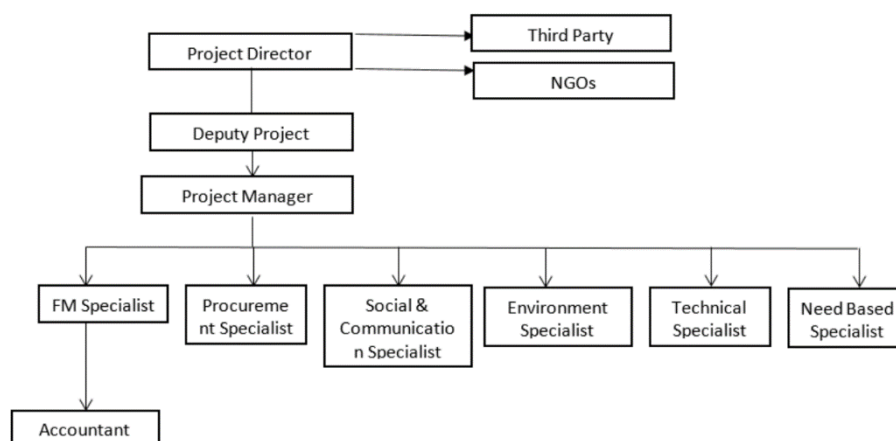 Third Party
Project Director
NGOs
Deputy Project
Project Manager
FM Specialist
Procureme
nt Specialist
Social &
Communicatio
n Specialist
Environment
Specialist
Technical
Specialist
Need Based
Specialist
Accountant